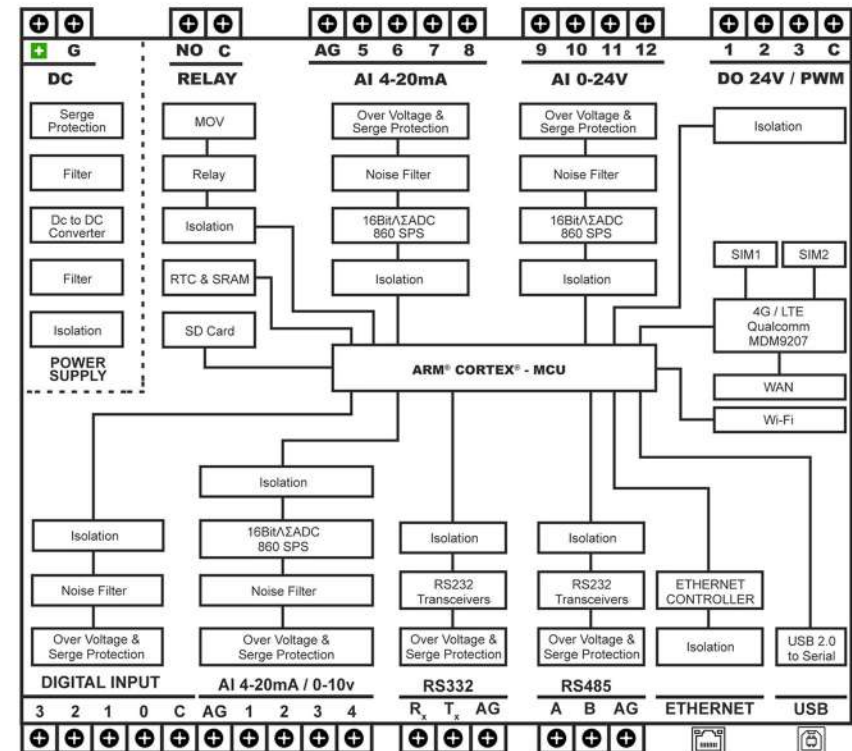 + G
DC
NO C
RELAY
AG 5 6 7 8
AI 4-20mA
9 10 11 12
AI 0-24V
1 2 3 C
DO 24V / PWM
Serge
Protection
Filter
Dc to DC
Converter
Filter
Isolation
POWER
SUPPLY
MOV
Relay
Isolation
RTC & SRAM
SD Card
Over Voltage &
Serge Protection
Noise Filter
16BitΛΣADC
860 SPS
Isolation
Over Voltage &
Serge Protection
Noise Filter
16BitΛΣADC
860 SPS
Isolation
Isolation
SIM1
SIM2
4G / LTE
Qualcomm
MDM9207
WAN
Wi-Fi
ARM® CORTEX® - MCU
Isolation
Noise Filter
Over Voltage &
Serge Protection
Isolation
16BitΛΣADC
860 SPS
Noise Filter
Over Voltage &
Serge Protection
Isolation
RS232
Transceivers
Over Voltage &
Serge Protection
Isolation
RS232
Transceivers
Over Voltage &
Serge Protection
ETHERNET
CONTROLLER
Isolation
USB 2.0
to Serial
DIGITAL INPUT
3 2 1 0 C
AI 4-20mA / 0-10v
AG 1 2 3 4
RS332
Rx Tx AG
RS485
A B AG
ETHERNET
USB